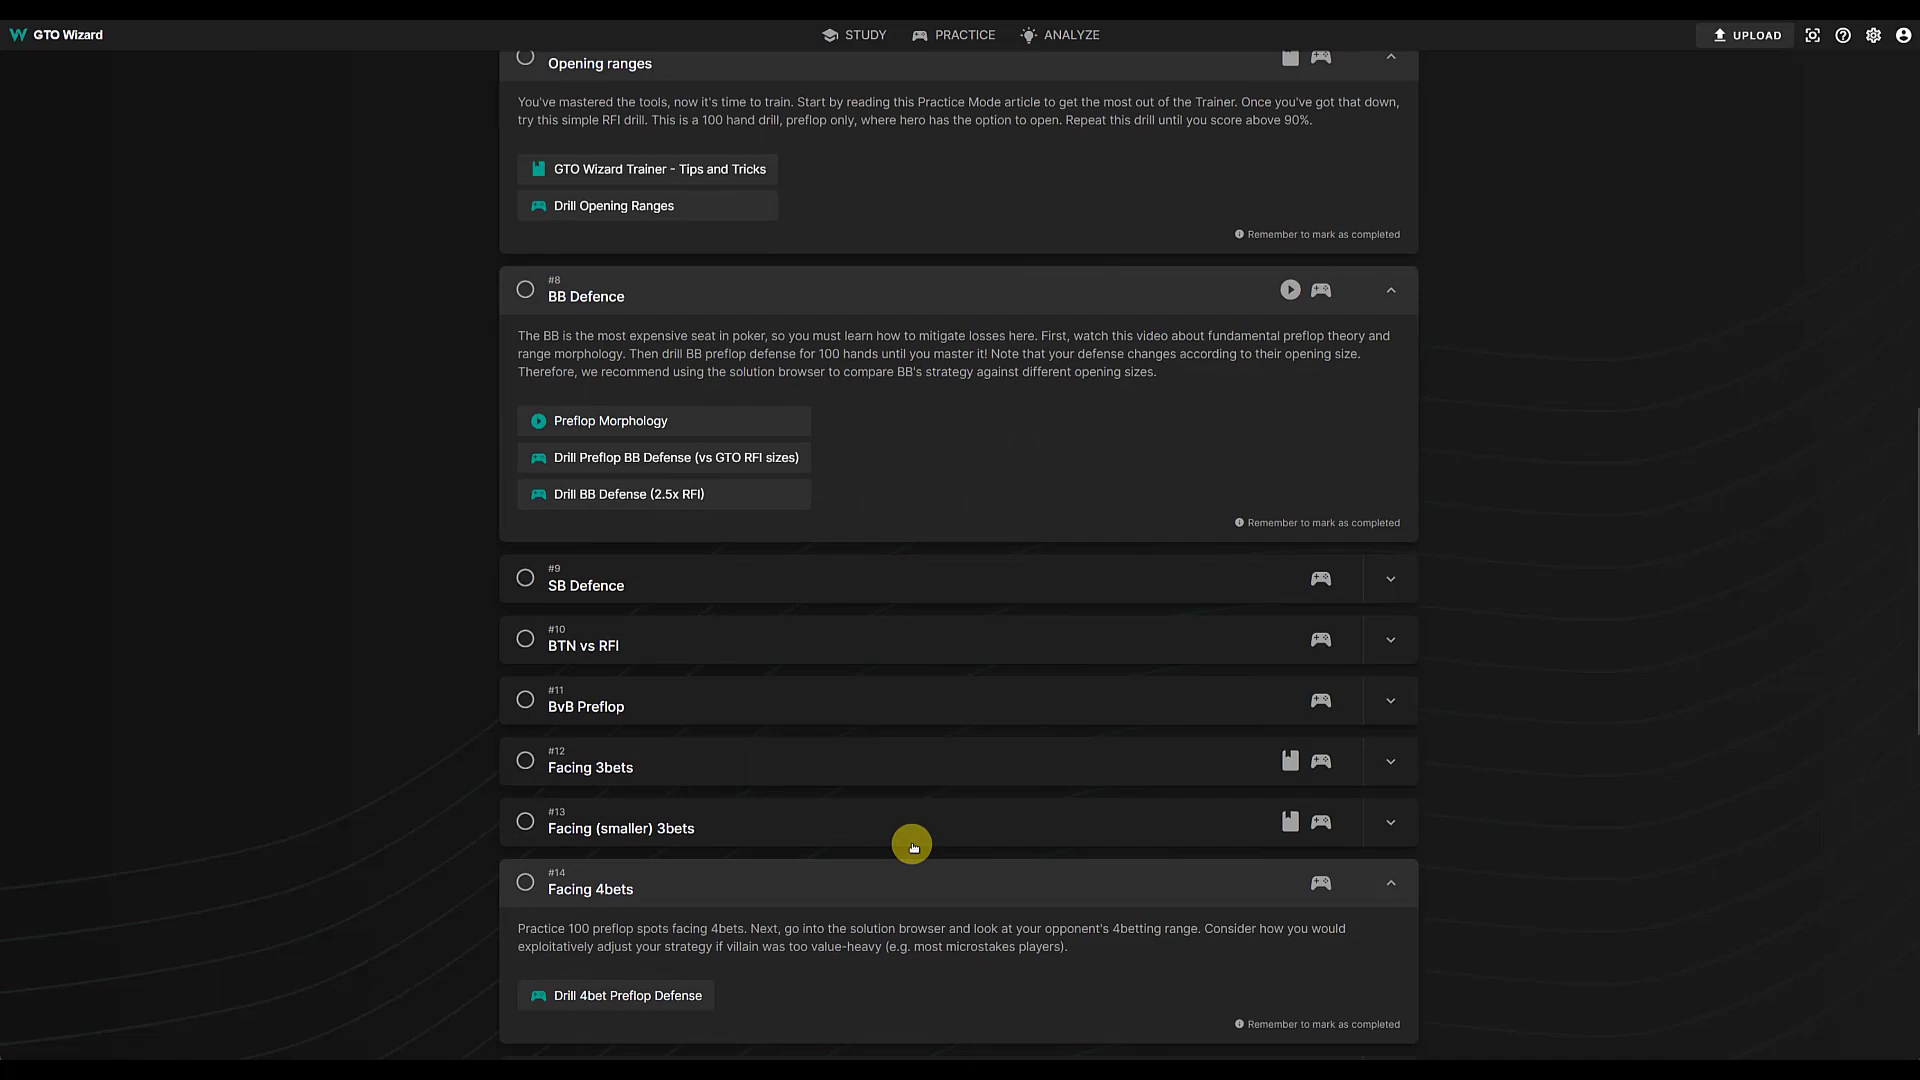 GTO Wizard
STUDY
PRACTICE
ANALYZE
UPLOAD
Opening ranges
You've mastered the tools, now it's time to train. Start by reading this Practice Mode article to get the most out of the Trainer. Once you've got that down,
try this simple RFI drill. This is a 100 hand drill, preflop only, where hero has the option to open. Repeat this drill until you score above 90%.
GTO Wizard Trainer - Tips and Tricks
Drill Opening Ranges
Remember to mark as completed
#8
BB Defence
The BB is the most expensive seat in poker, so you must learn how to mitigate losses here. First, watch this video about fundamental preflop theory and
range morphology. Then drill BB preflop defense for 100 hands until you master it! Note that your defense changes according to their opening size.
Therefore, we recommend using the solution browser to compare BB's strategy against different opening sizes.
Preflop Morphology
Drill Preflop BB Defense (vs GTO RFI sizes)
Drill BB Defense (2.5x RFI)
Remember to mark as completed
#9
SB Defence
#10
BTN vs RFI
#11
BvB Preflop
#12
Facing 3bets
#13
Facing (smaller) 3bets
#14
Facing 4bets
Practice 100 preflop spots facing 4bets. Next, go into the solution browser and look at your opponent's 4betting range. Consider how you would
exploitatively adjust your strategy if villain was too value-heavy (e.g. most microstakes players).
Drill 4bet Preflop Defense
Remember to mark as completed